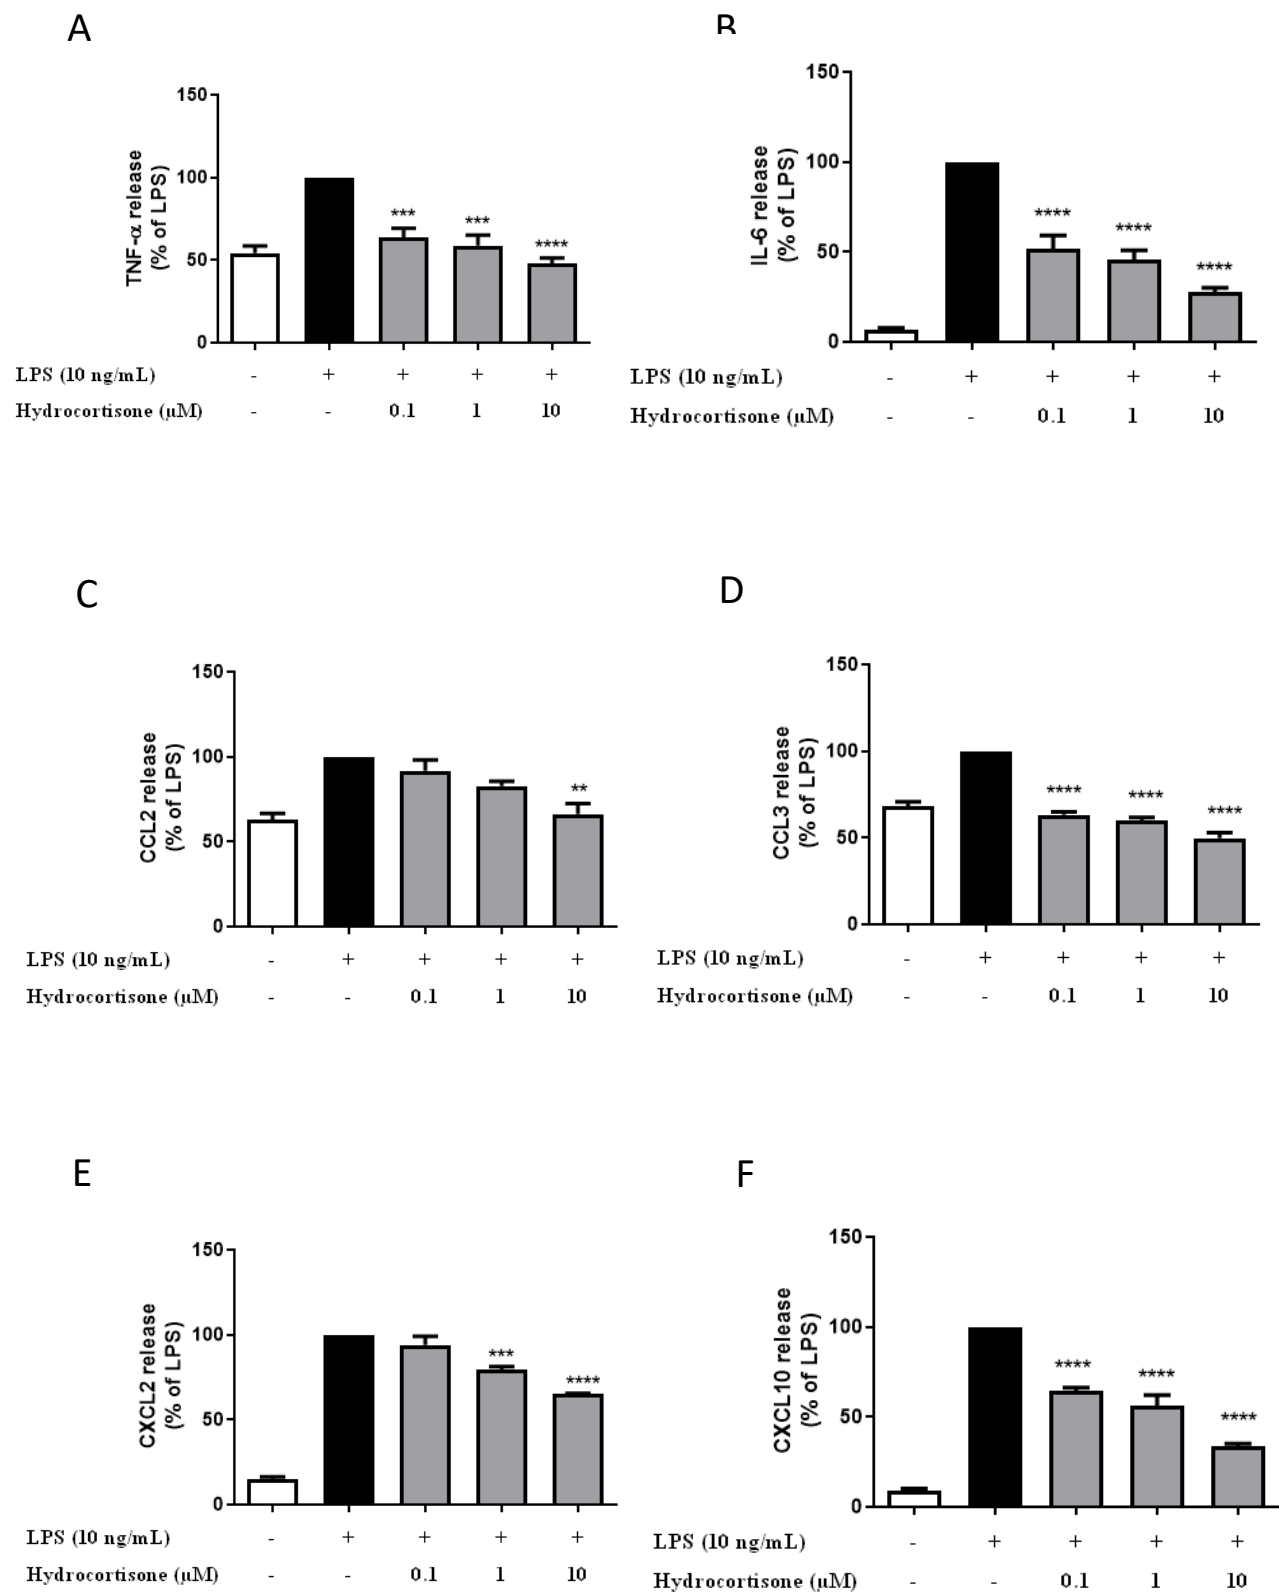 A
B
150
100
50
0
TNF-α release
(% of LPS)
***
***
****
LPS (10 ng/mL) - + + + +
Hydrocortisone (µM) - - 0.1 1 10
150
100
50
0
IL-6 release
(% of LPS)
****
****
****
LPS (10 ng/mL) - + + + +
Hydrocortisone (µM) - - 0.1 1 10
C
D
150
100
50
0
CCL2 release
(% of LPS)
**
LPS (10 ng/mL) - + + + +
Hydrocortisone (µM) - - 0.1 1 10
150
100
50
0
CCL3 release
(% of LPS)
****
****
****
LPS (10 ng/mL) - + + + +
Hydrocortisone (µM) - - 0.1 1 10
E
F
150
100
50
0
CXCL2 release
(% of LPS)
***
****
LPS (10 ng/mL) - + + + +
Hydrocortisone (µM) - - 0.1 1 10
150
100
50
0
CXCL10 release
(% of LPS)
****
****
****
LPS (10 ng/mL) - + + + +
Hydrocortisone (µM) - - 0.1 1 10